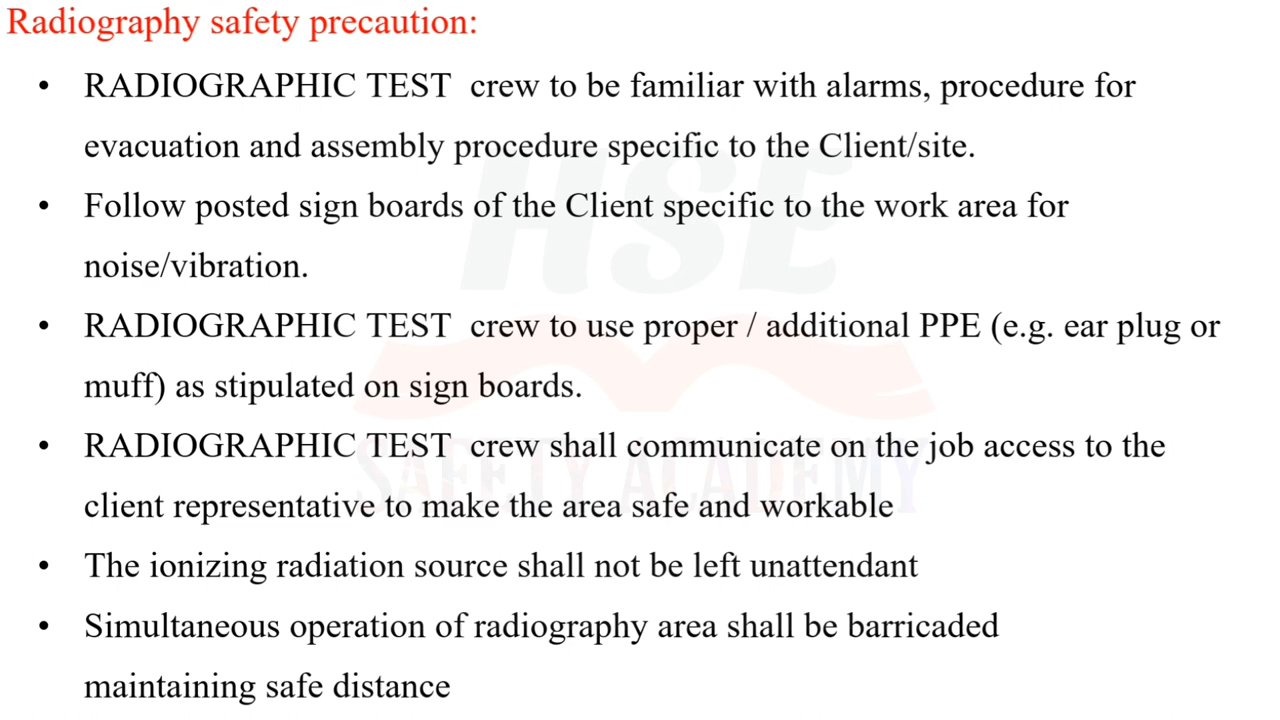 Radiography safety precaution:
• RADIOGRAPHIC TEST crew to be familiar with alarms, procedure for
evacuation and assembly procedure specific to the Client/site.
• Follow posted sign boards of the Client specific to the work area for
noise/vibration.
• RADIOGRAPHIC TEST crew to use proper / additional PPE (e.g. ear plug or
muff) as stipulated on sign boards.
• RADIOGRAPHIC TEST crew shall communicate on the job access to the
client representative to make the area safe and workable
• The ionizing radiation source shall not be left unattendant
• Simultaneous operation of radiography area shall be barricaded
maintaining safe distance
HSE
SAFETY ACADEMY